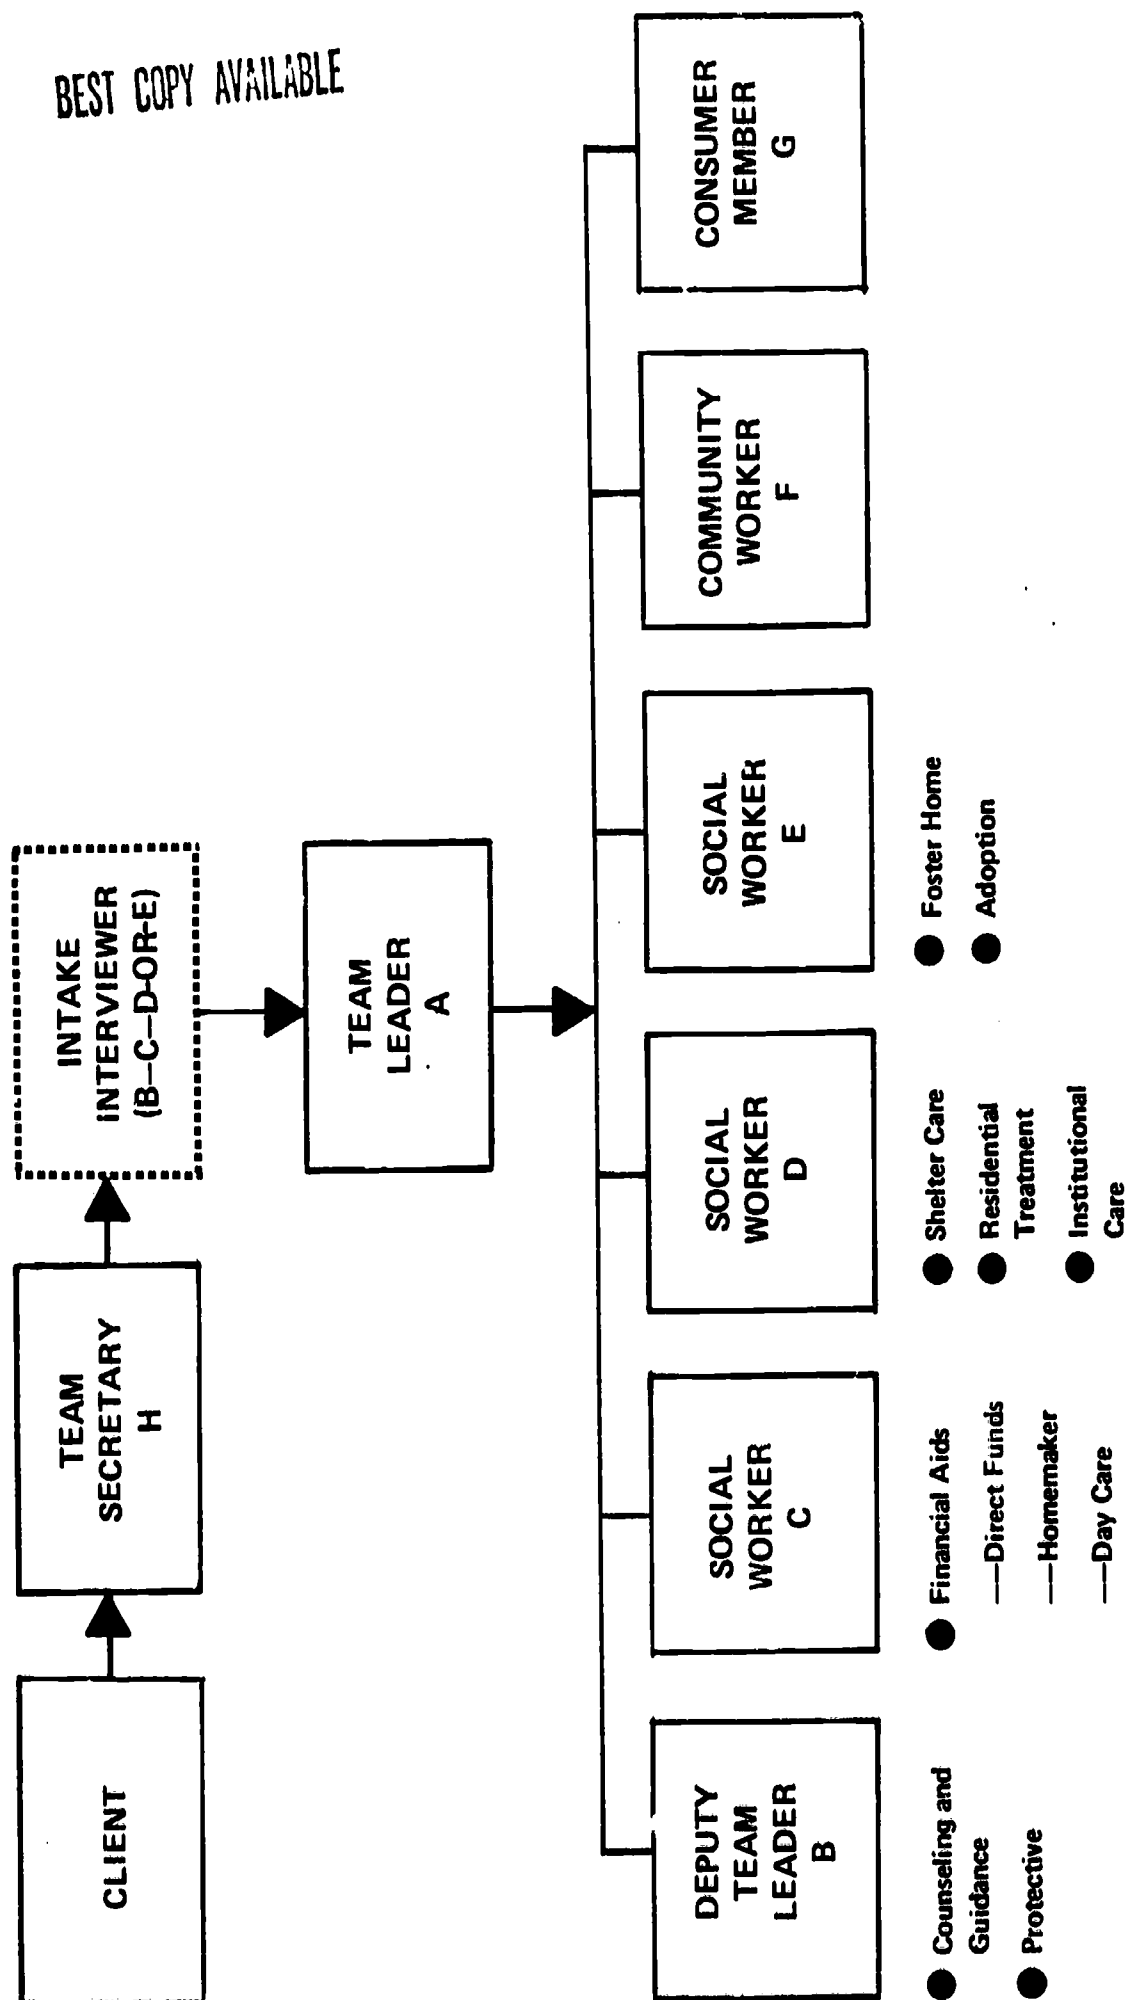 BEST COPY AVAILABLE
CLIENT
TEAM
SECRETARY
H
INTAKE
INTERVIEWER
(B–C–D-OR-E)
TEAM
LEADER
A
DEPUTY
TEAM
LEADER
B
SOCIAL
WORKER
C
SOCIAL
WORKER
D
SOCIAL
WORKER
E
COMMUNITY
WORKER
F
CONSUMER
MEMBER
G
● Counseling and
Guidance
● Protective
● Financial Aids
—Direct Funds
—Homemaker
—Day Care
● Shelter Care
● Residential
Treatment
● Institutional
Care
● Foster Home
● Adoption